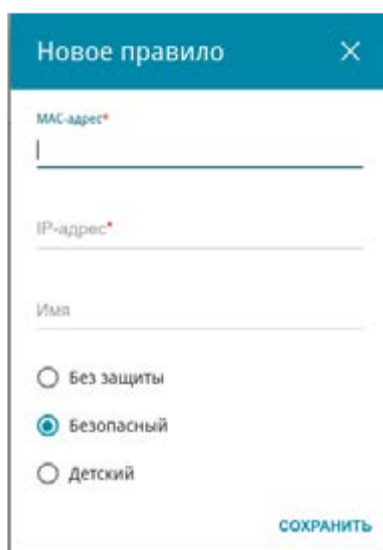 Новое правило
MAC-адрес*
IP-адрес*
Имя
Без защиты
Безопасный
Детский
СОХРАНИТЬ